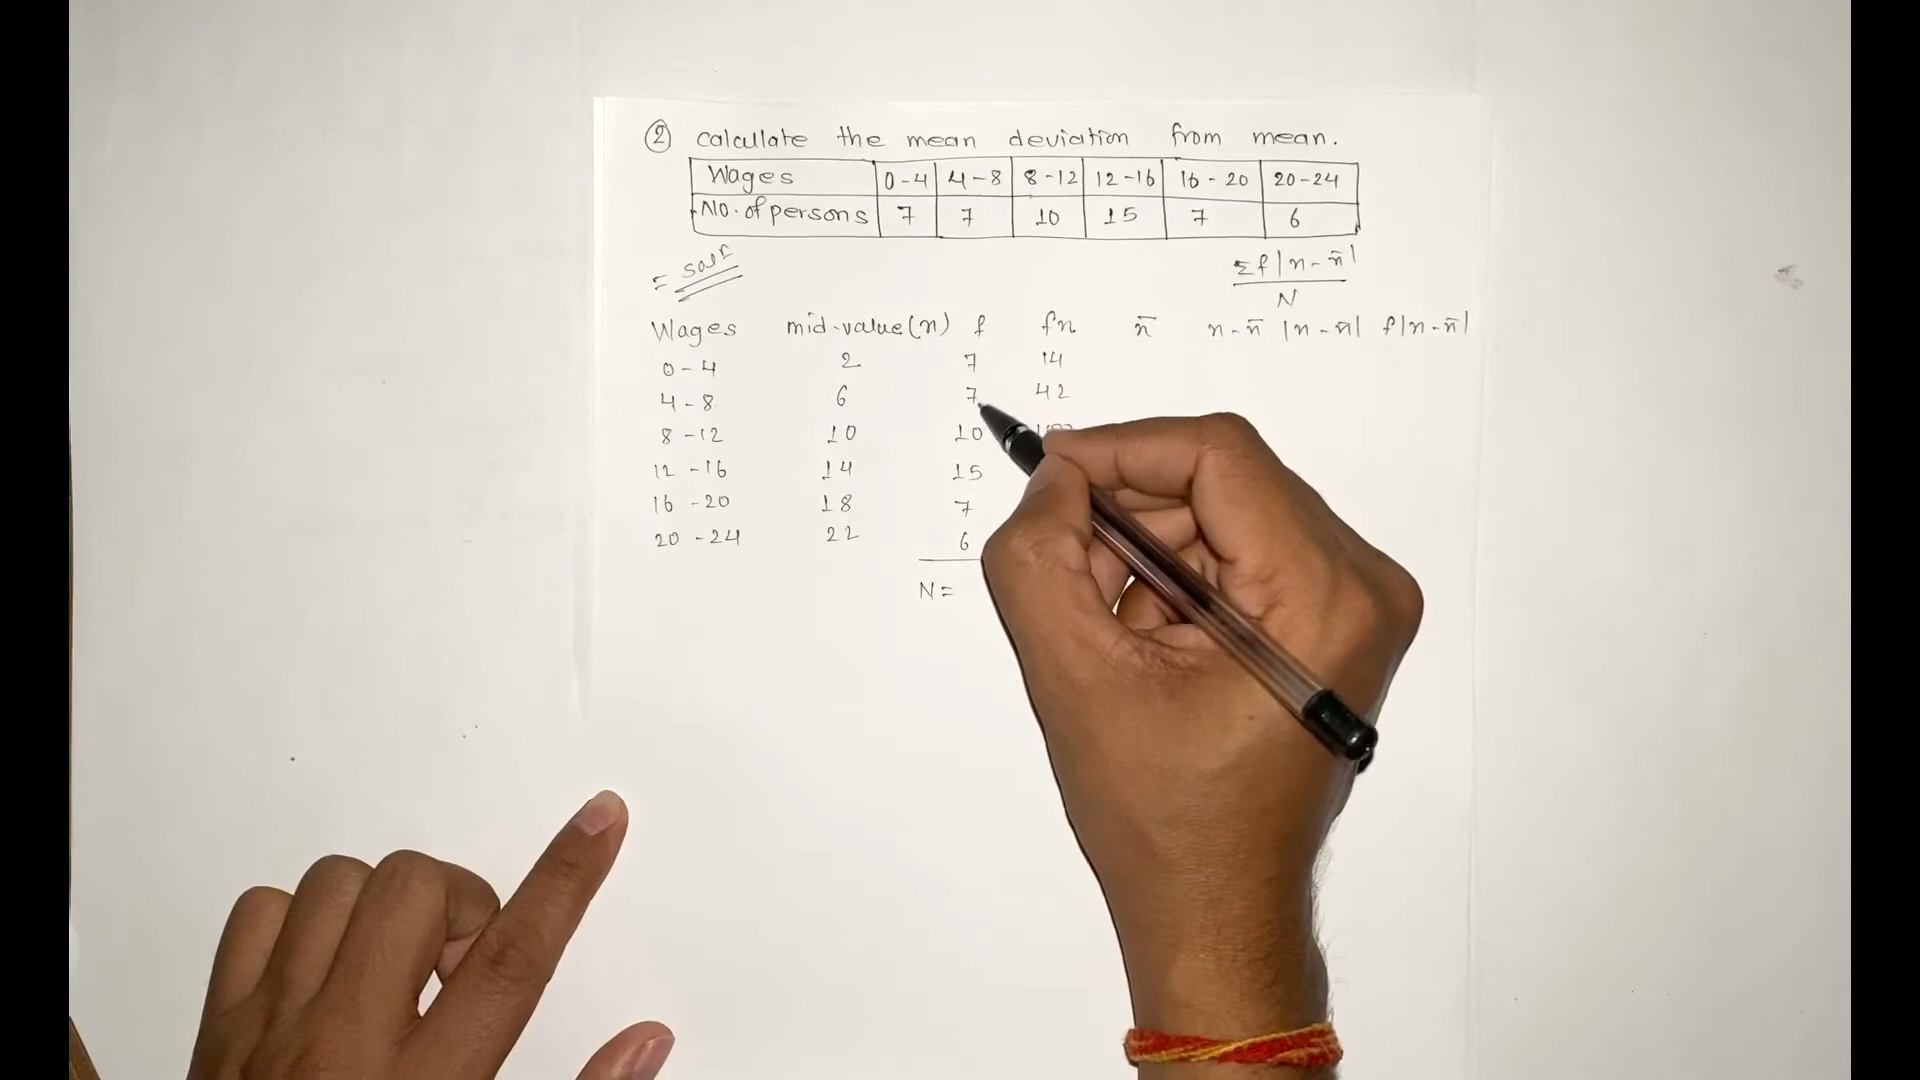 ② calculate the mean deviation from mean.
Wages 0-4 4-8 8-12 12-16 16-20 20-24
No. of persons 7 7 10 15 7 6
= soln
Σf|n-n̄|
N
Wages mid-value(n) f fn n̄ n-n̄ |n-n̄| f|n-n̄|
0-4 2 7 14
4-8 6 7 42
8-12 10 10
12-16 14 15
16-20 18 7
20-24 22 6
N=